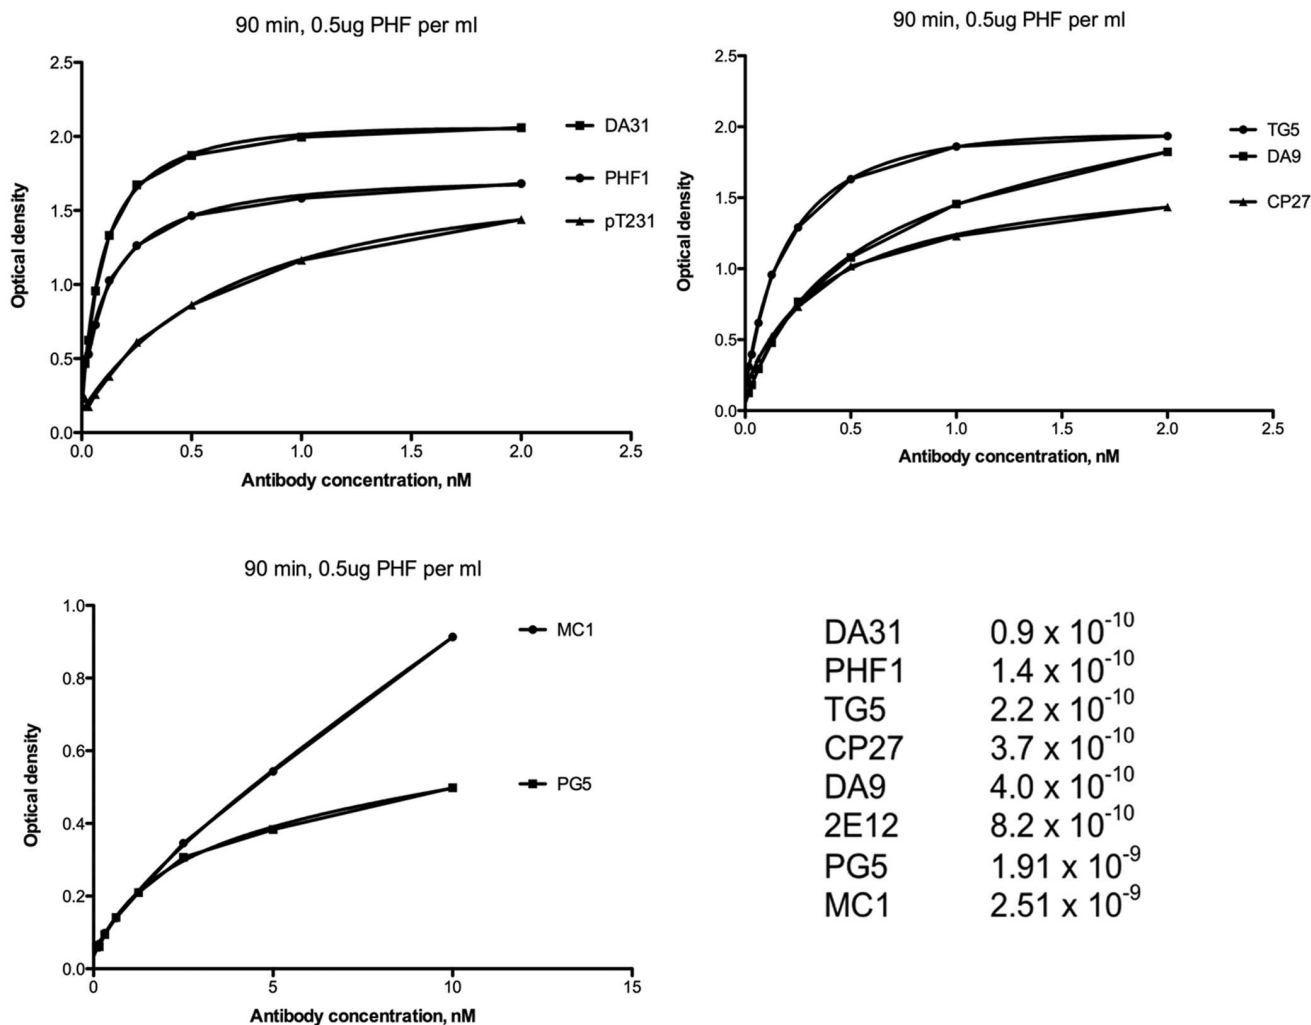 90 min, 0.5ug PHF per ml
2.5
2.0
1.5
1.0
0.5
0.0
Optical density
0.0 0.5 1.0 1.5 2.0 2.5
Antibody concentration, nM
DA31
PHF1
pT231
90 min, 0.5ug PHF per ml
2.5
2.0
1.5
1.0
0.5
0.0
Optical density
0.0 0.5 1.0 1.5 2.0 2.5
Antibody concentration, nM
TG5
DA9
CP27
90 min, 0.5ug PHF per ml
1.0
0.8
0.6
0.4
0.2
0.0
Optical density
0 5 10 15
Antibody concentration, nM
MC1
PG5
DA31 0.9 x 10⁻¹⁰
PHF1 1.4 x 10⁻¹⁰
TG5 2.2 x 10⁻¹⁰
CP27 3.7 x 10⁻¹⁰
DA9 4.0 x 10⁻¹⁰
2E12 8.2 x 10⁻¹⁰
PG5 1.91 x 10⁻⁹
MC1 2.51 x 10⁻⁹